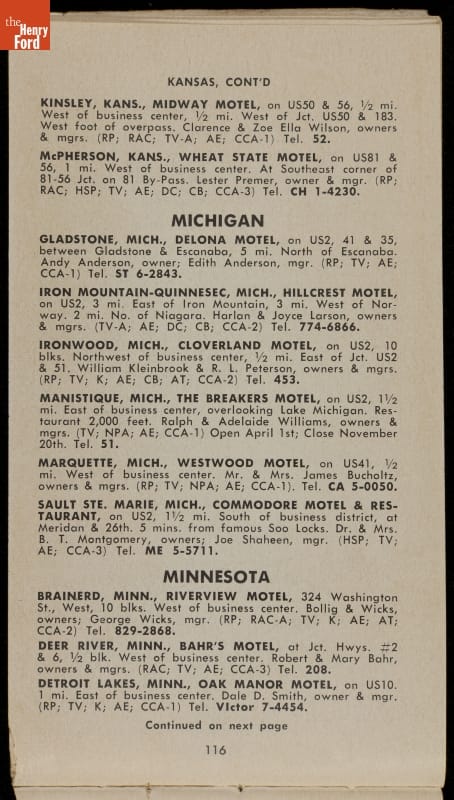 the
Henry
Ford
KANSAS, CONT'D
KINSLEY, KANS., MIDWAY MOTEL, on US50 & 56, ½ mi.
West of business center, ½ mi. West of Jct. US50 & 183.
West foot of overpass. Clarence & Zoe Ella Wilson, owners
& mgrs. (RP; RAC; TV-A; AE; CCA-1) Tel. 52.
McPHERSON, KANS., WHEAT STATE MOTEL, on US81 &
56, 1 mi. West of business center. At Southeast corner of
81-56 Jct. on 81 By-Pass. Lester Premer, owner & mgr. (RP;
RAC; HSP; TV; AE; DC; CB; CCA-3) Tel. CH 1-4230.
MICHIGAN
GLADSTONE, MICH., DELONA MOTEL, on US2, 41 & 35,
between Gladstone & Escanaba, 5 mi. North of Escanaba.
Andy Anderson, owner; Edith Anderson, mgr. (RP; TV; AE;
CCA-1) Tel. ST 6-2843.
IRON MOUNTAIN-QUINNESEC, MICH., HILLCREST MOTEL,
on US2, 3 mi. East of Iron Mountain, 3 mi. West of Nor-
way. 2 mi. No. of Niagara. Harlan & Joyce Larson, owners
& mgrs. (TV-A; AE; DC; CB; CCA-2) Tel. 774-6866.
IRONWOOD, MICH., CLOVERLAND MOTEL, on US2, 10
blks. Northwest of business center, ½ mi. East of Jct. US2
& 51. William Kleinbrook & R. L. Peterson, owners & mgrs.
(RP; TV; K; AE; CB; AT; CCA-2) Tel. 453.
MANISTIQUE, MICH., THE BREAKERS MOTEL, on US2, 1½
mi. East of business center, overlooking Lake Michigan. Res-
taurant 2,000 feet. Ralph & Adelaide Williams, owners &
mgrs. (TV; NPA; AE; CCA-1) Open April 1st; Close November
20th. Tel. 51.
MARQUETTE, MICH., WESTWOOD MOTEL, on US41, ½
mi. West of business center. Mr. & Mrs. James Bucholtz,
owners & mgrs. (RP; TV; NPA; AE; CCA-1). Tel. CA 5-0050.
SAULT STE. MARIE, MICH., COMMODORE MOTEL & RES-
TAURANT, on US2, 1½ mi. South of business district, at
Meridan & 26th. 5 mins. from famous Soo Locks. Dr. & Mrs.
B. T. Montgomery, owners; Joe Shaheen, mgr. (HSP; TV;
AE; CCA-3) Tel. ME 5-5711.
MINNESOTA
BRAINERD, MINN., RIVERVIEW MOTEL, 324 Washington
St., West, 10 blks. West of business center. Bollig & Wicks,
owners; George Wicks, mgr. (RP; RAC-A; TV; K; AE; AT;
CCA-2) Tel. 829-2868.
DEER RIVER, MINN., BAHR'S MOTEL, at Jct. Hwys. #2
& 6, ½ blk. West of business center. Robert & Mary Bahr,
owners & mgrs. (RAC; TV; AE; CCA-3) Tel. 208.
DETROIT LAKES, MINN., OAK MANOR MOTEL, on US10.
1 mi. East of business center. Dale D. Smith, owner & mgr.
(RP; TV; K; AE; CCA-1) Tel. VIctor 7-4454.
Continued on next page
116